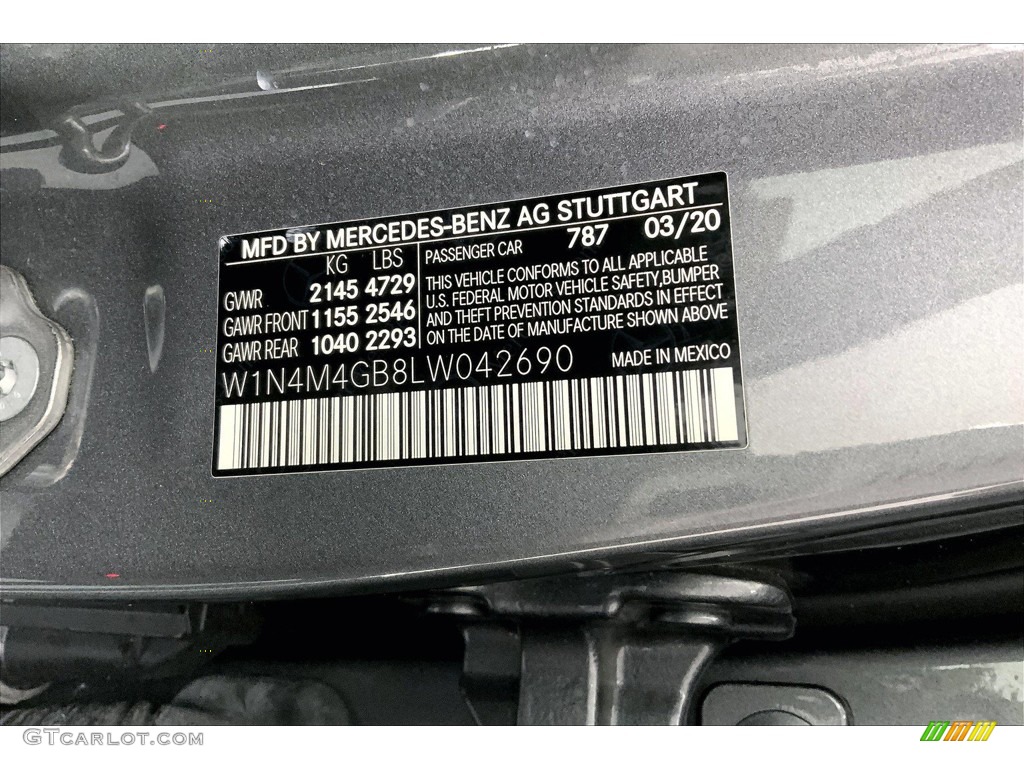 MFD BY MERCEDES-BENZ AG STUTTGART
KG LBS
GVWR 2145 4729
GAWR FRONT 1155 2546
GAWR REAR 1040 2293
PASSENGER CAR 787 03/20
THIS VEHICLE CONFORMS TO ALL APPLICABLE
U.S. FEDERAL MOTOR VEHICLE SAFETY,BUMPER
AND THEFT PREVENTION STANDARDS IN EFFECT
ON THE DATE OF MANUFACTURE SHOWN ABOVE
W1N4M4GB8LW042690 MADE IN MEXICO
GTCARLOT.COM